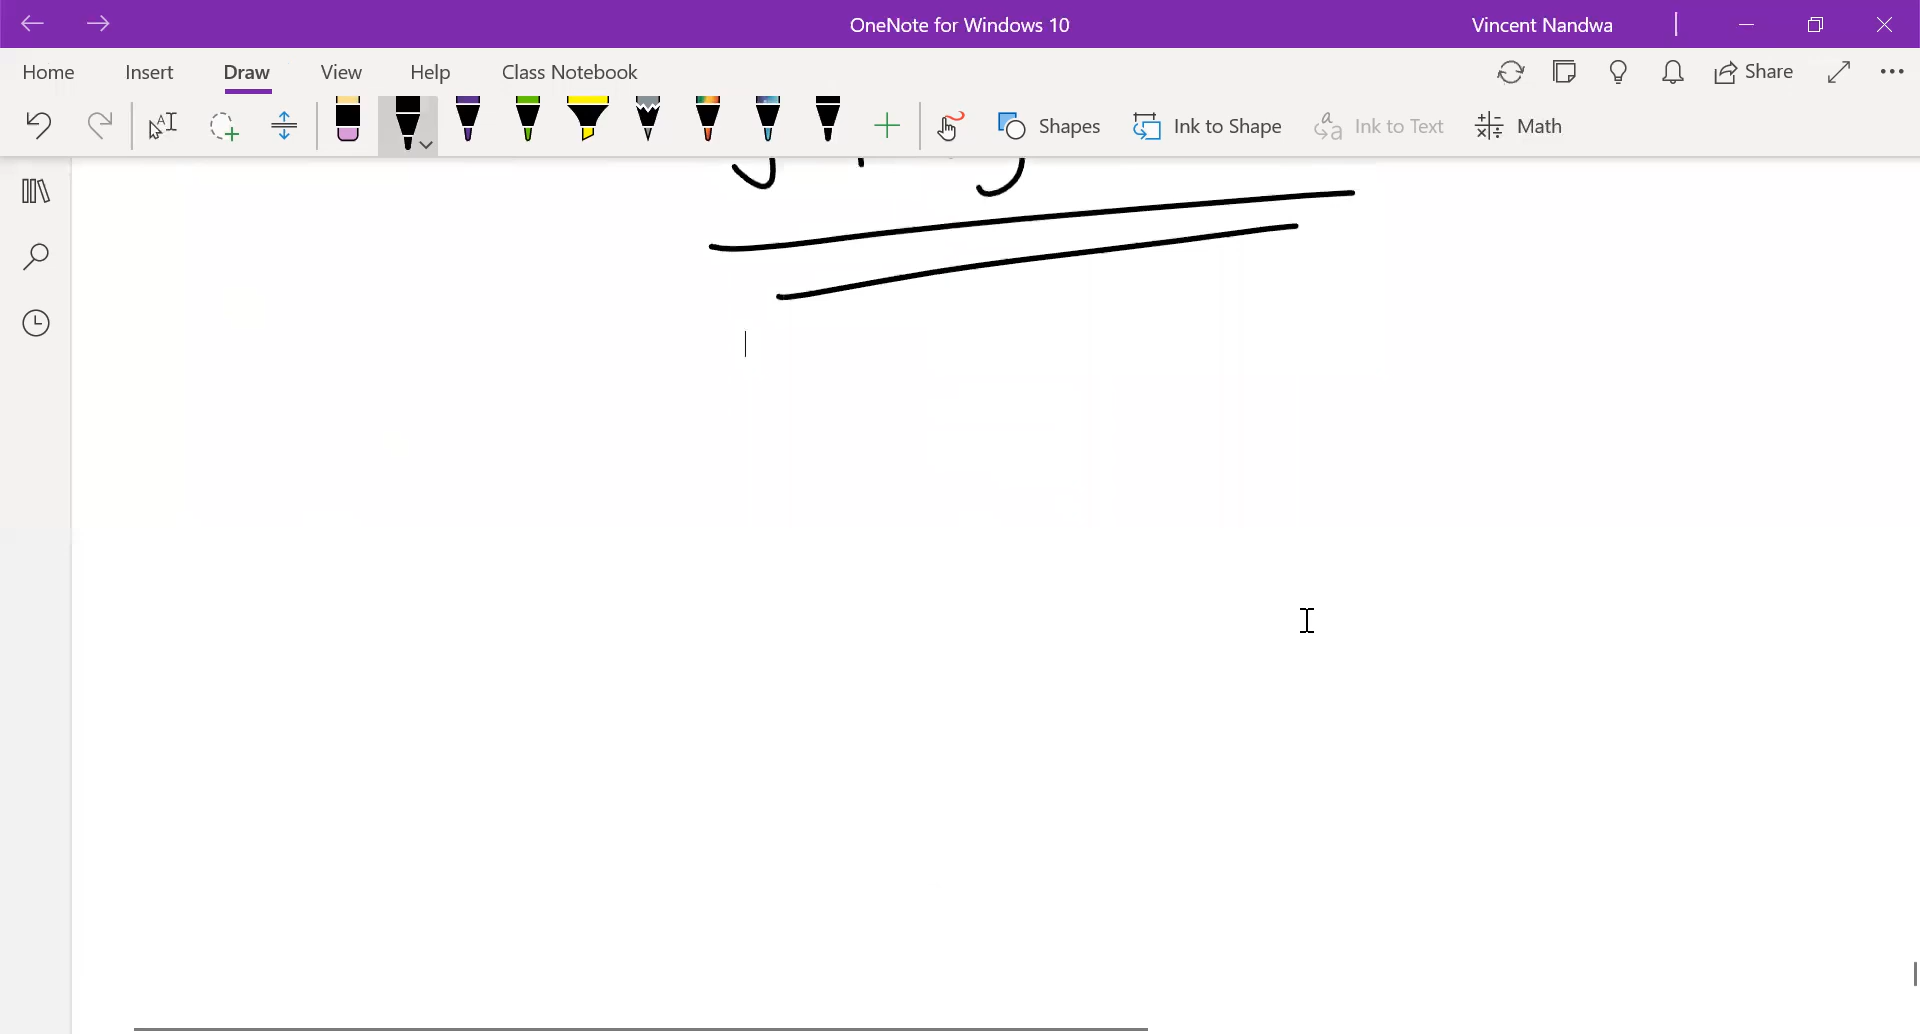 OneNote for Windows 10
Vincent Nandwa
Home Insert Draw View Help Class Notebook
Share
Shapes Ink to Shape Ink to Text Math